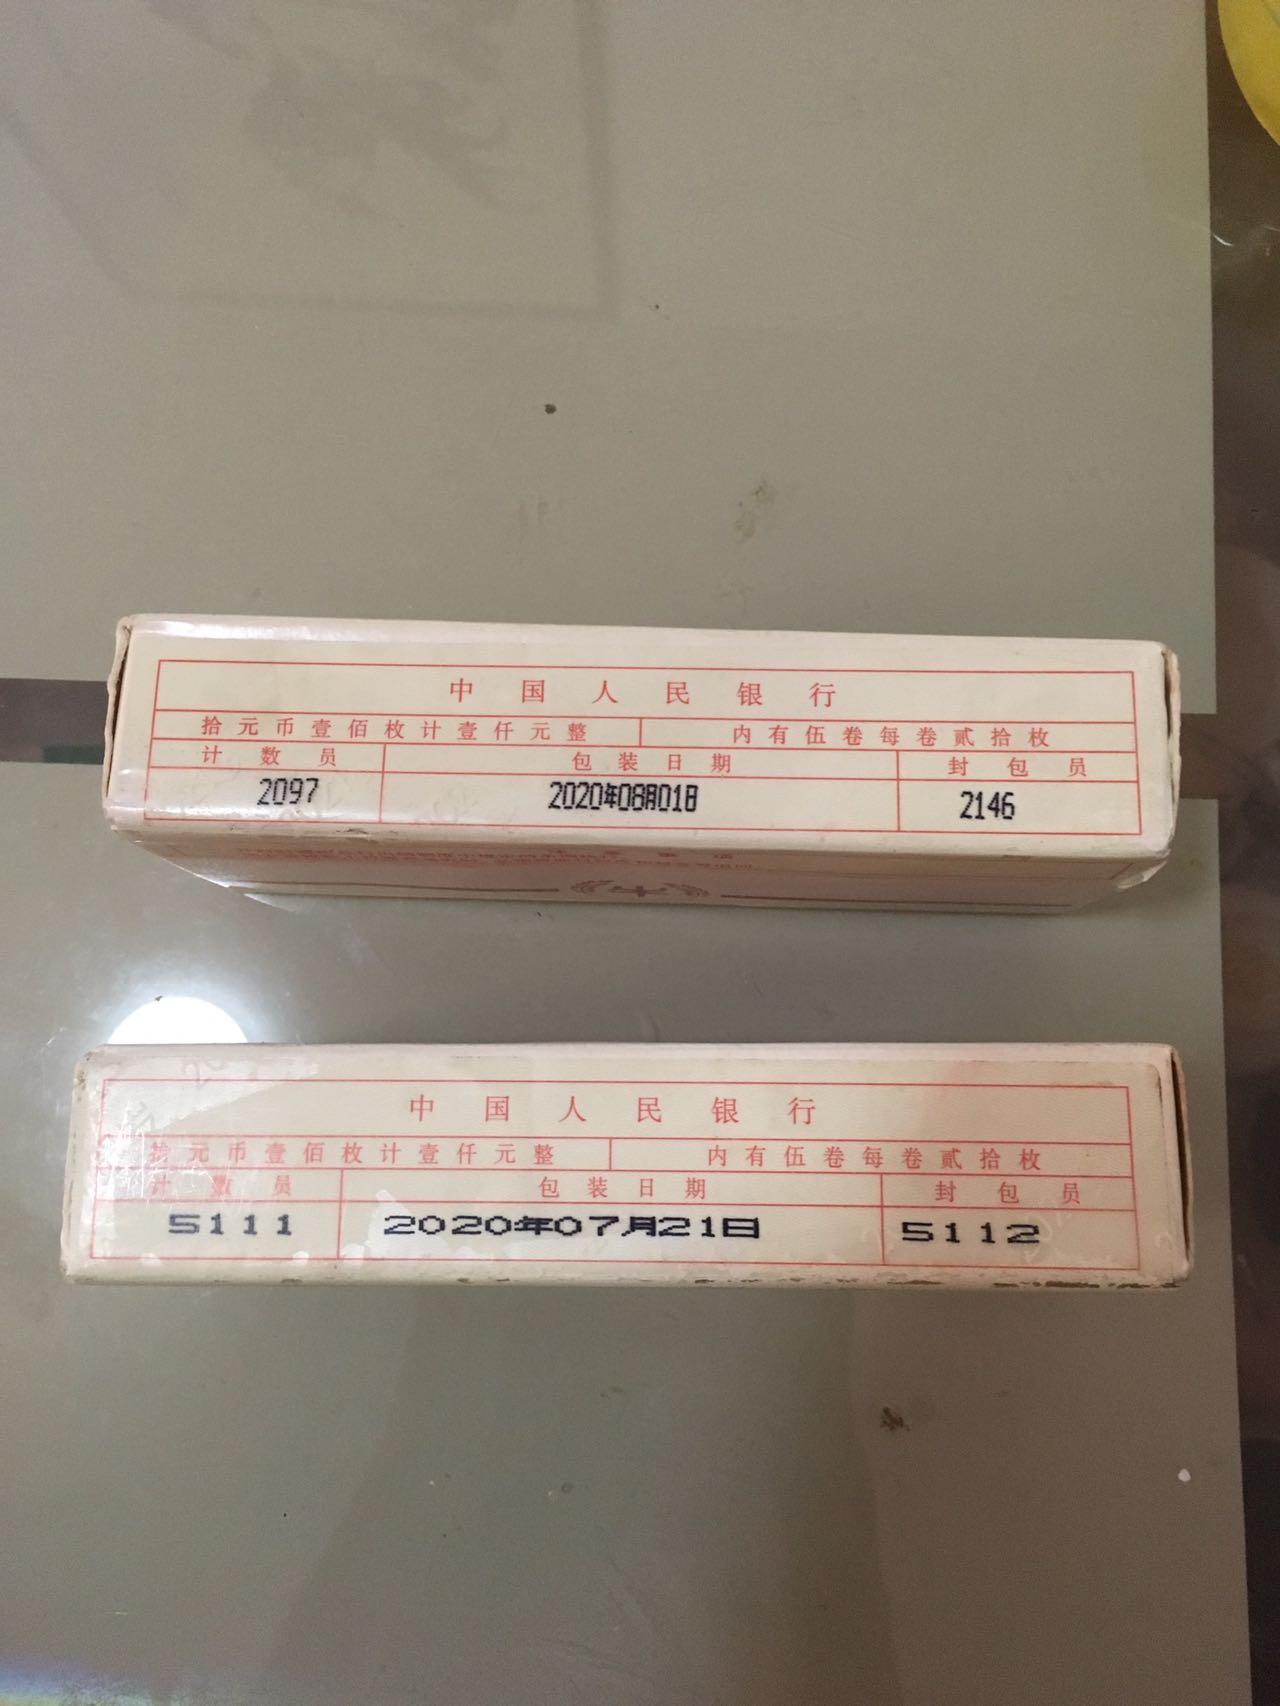 中国人民银行
拾元币壹佰枚计壹仟元整 内有伍卷每卷贰拾枚
计数员 包装日期 封包员
2097 2020年08月01日 2146
中国人民银行
拾元币壹佰枚计壹仟元整 内有伍卷每卷贰拾枚
计数员 包装日期 封包员
5111 2020年07月21日 5112